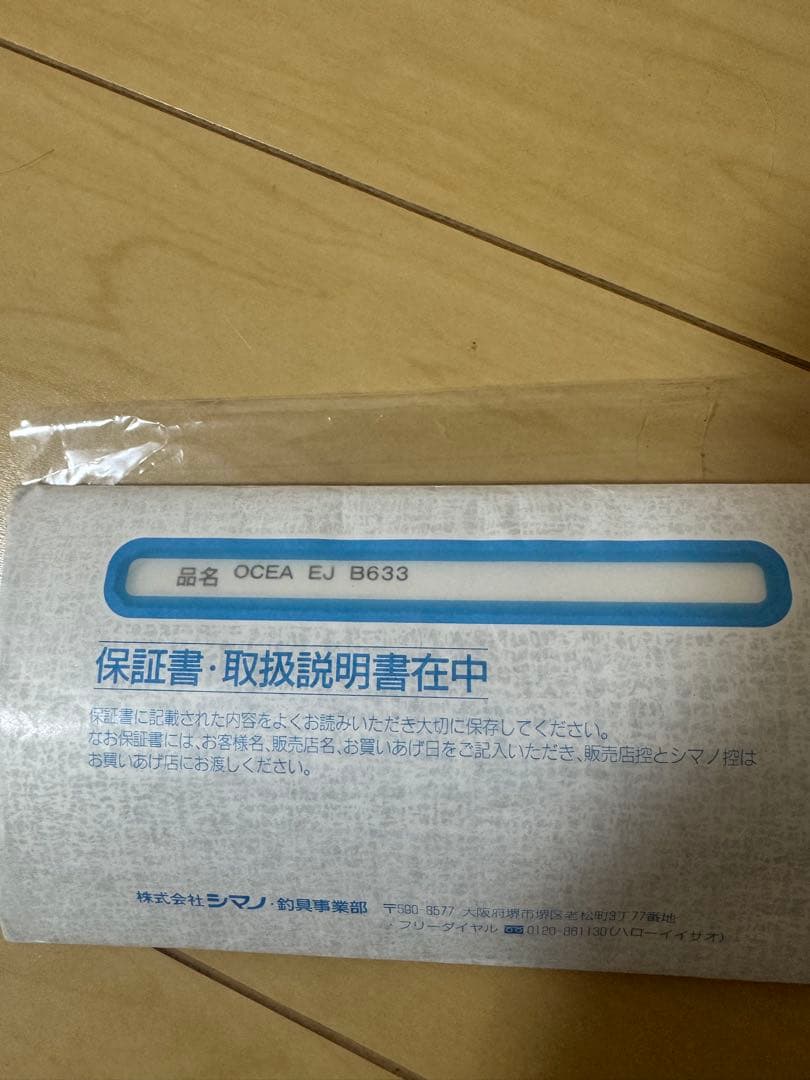 品名 OCEA EJ B633
保証書・取扱説明書在中
保証書に記載された内容をよくお読みいただき大切に保存してください。
なお保証書には、お客様名、販売店名、お買いあげ日をご記入いただき、販売店控とシマノ控は
お買いあげ店にお渡しください。
株式会社シマノ・釣具事業部 〒590-8577 大阪府堺市堺区老松町3丁77番地
・フリーダイヤル 0120-861130(ハローイイサオ)